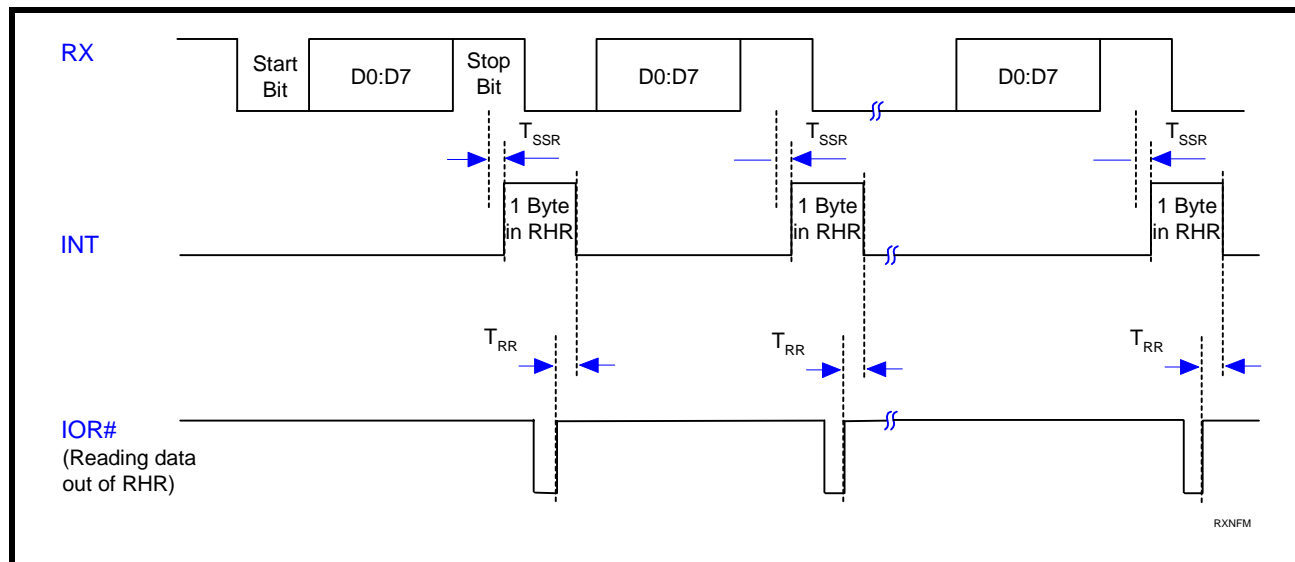 RX
Start
Bit
D0:D7
Stop
Bit
D0:D7
D0:D7
TSSR
TSSR
TSSR
INT
1 Byte
in RHR
1 Byte
in RHR
1 Byte
in RHR
TRR
TRR
TRR
IOR#
(Reading data
out of RHR)
RXNFM